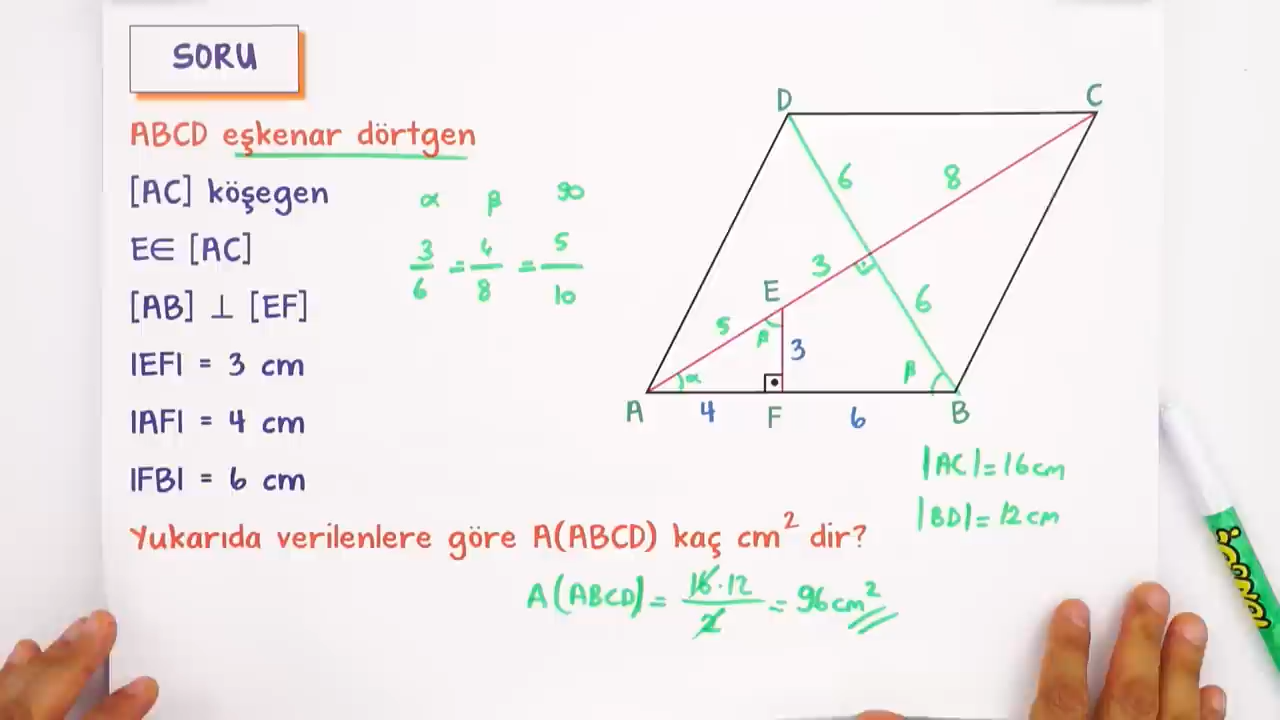 SORU
ABCD eşkenar dörtgen
[AC] köşegen
E∈ [AC]
[AB] ⊥ [EF]
|EF| = 3 cm
|AF| = 4 cm
|FB| = 6 cm
α β 90
3/6 = 4/8 = 5/10
D C
6 8
3 6
E
5 β 3
α β
A 4 F 6 B
|AC| = 16 cm
|BD| = 12 cm
Yukarıda verilenlere göre A(ABCD) kaç cm² dir?
A(ABCD) = 16·12/2 = 96 cm²